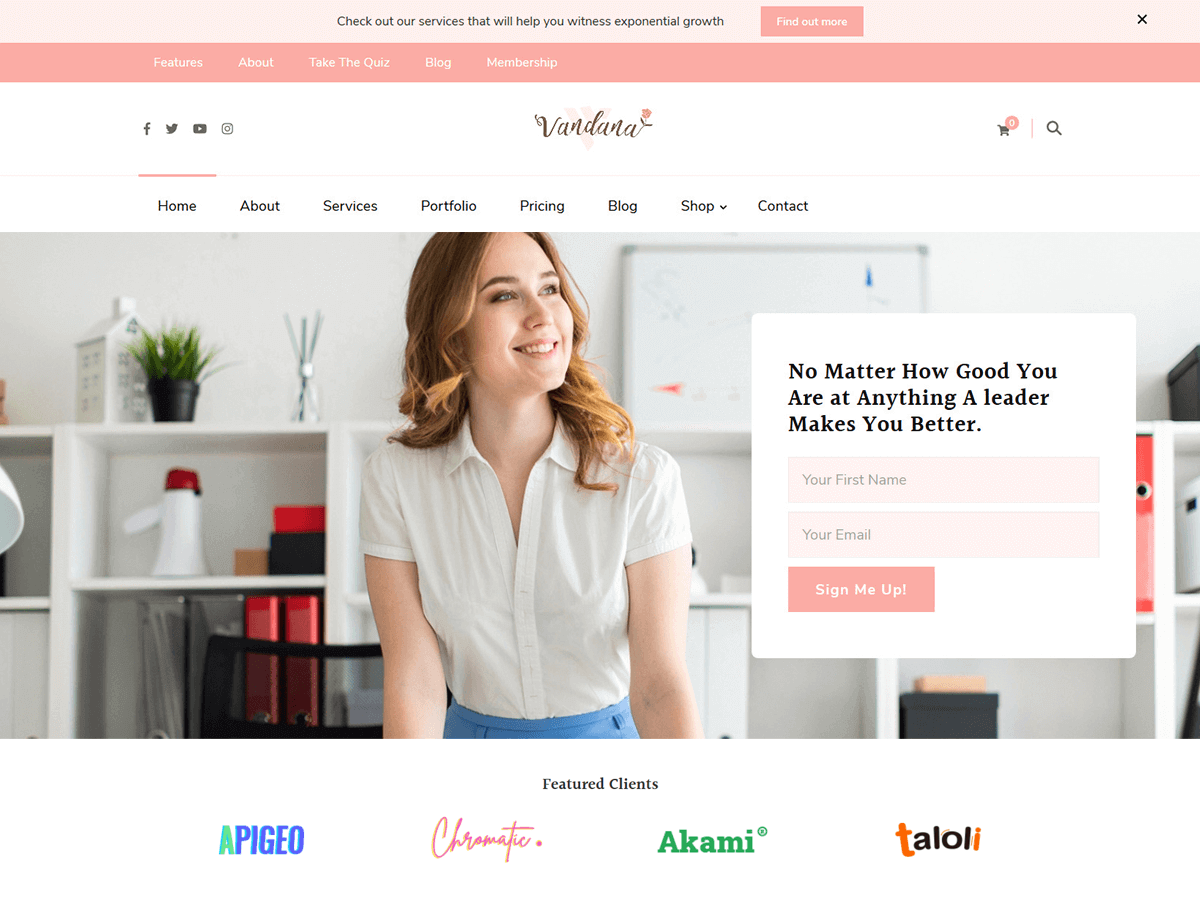 Check out our services that will help you witness exponential growth
Find out more
Features
About
Take The Quiz
Blog
Membership
Vandana
0
Home
About
Services
Portfolio
Pricing
Blog
Shop
Contact
No Matter How Good You
Are at Anything A leader
Makes You Better.
Your First Name
Your Email
Sign Me Up!
Featured Clients
APIGEO
Chromatic.
Akami®
taloli